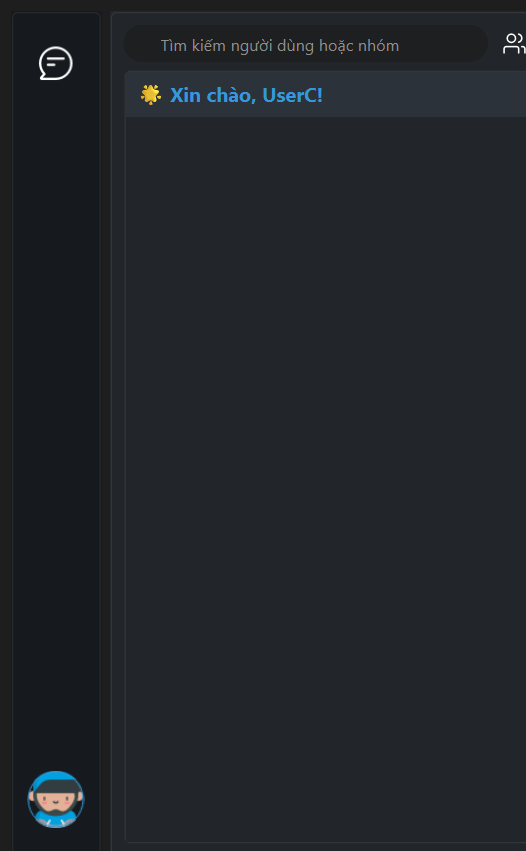 Tìm kiếm người dùng hoặc nhóm
🌟 Xin chào, UserC!